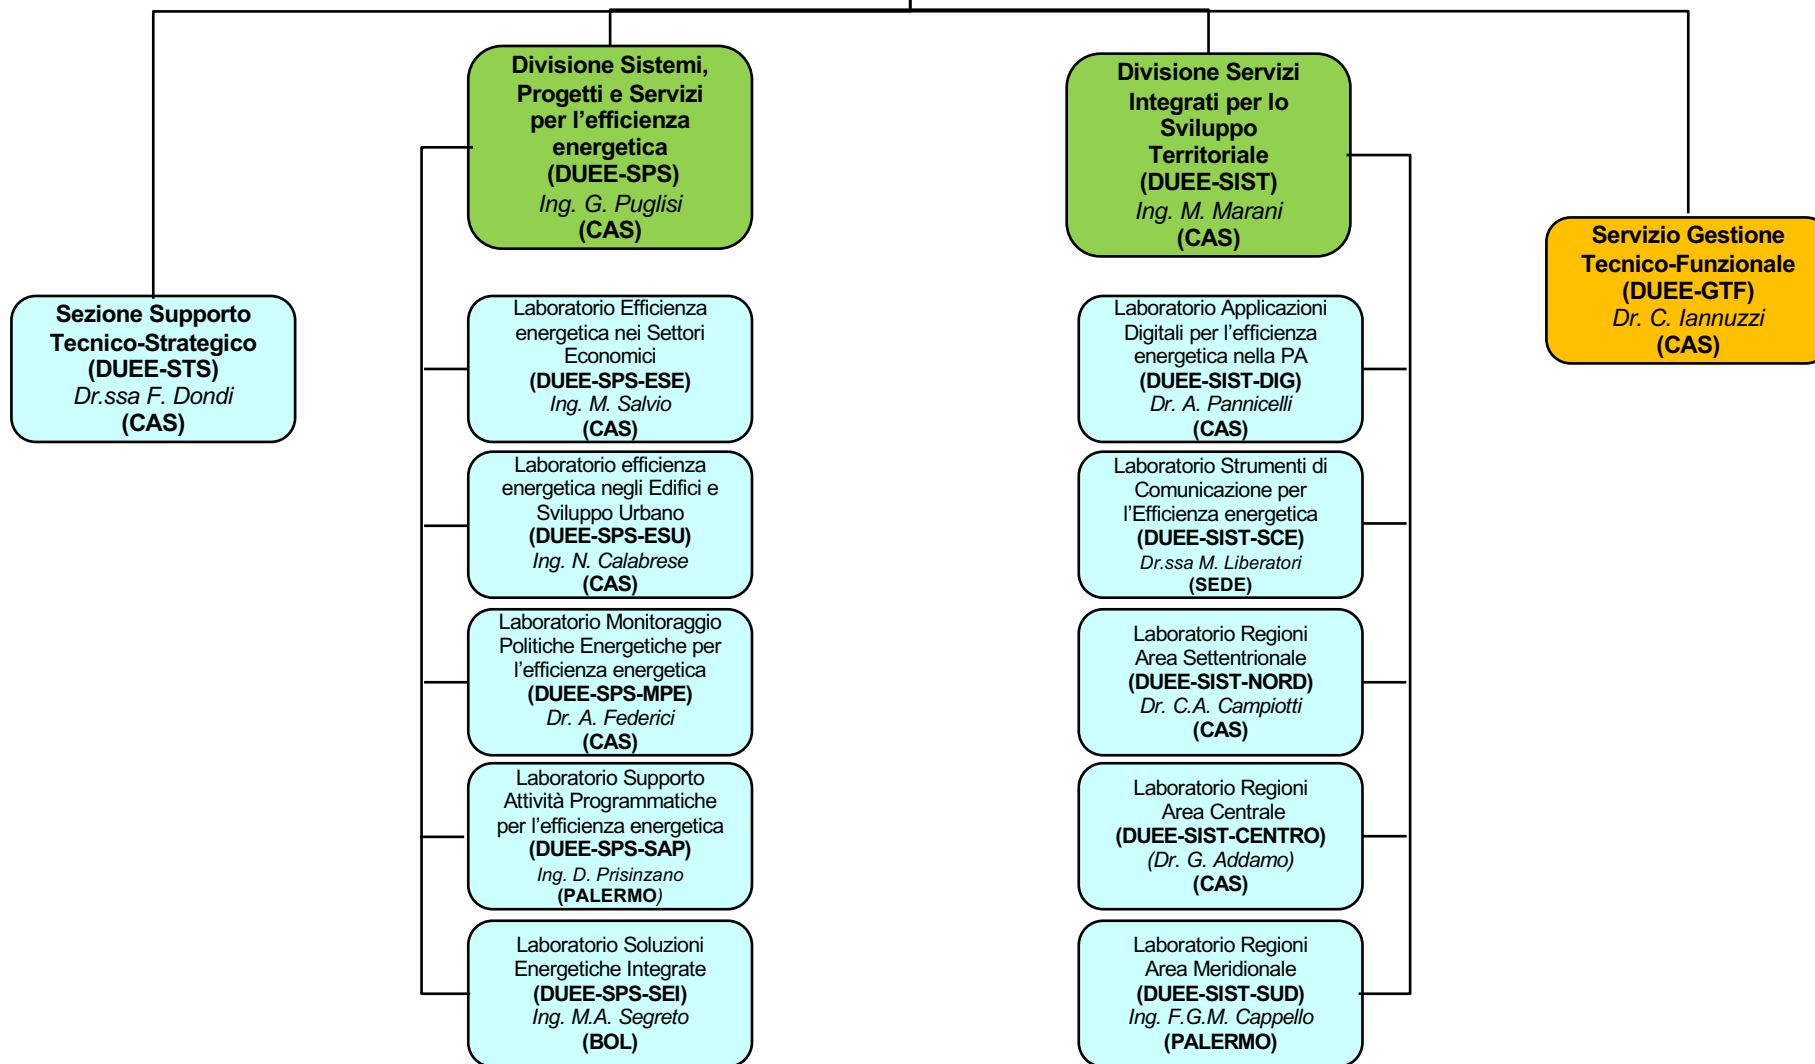 Divisione Sistemi,
Progetti e Servizi
per l’efficienza
energetica
(DUEE-SPS)
Ing. G. Puglisi
(CAS)
Divisione Servizi
Integrati per lo
Sviluppo
Territoriale
(DUEE-SIST)
Ing. M. Marani
(CAS)
Servizio Gestione
Tecnico-Funzionale
(DUEE-GTF)
Dr. C. Iannuzzi
(CAS)
Sezione Supporto
Tecnico-Strategico
(DUEE-STS)
Dr.ssa F. Dondi
(CAS)
Laboratorio Efficienza
energetica nei Settori
Economici
(DUEE-SPS-ESE)
Ing. M. Salvio
(CAS)
Laboratorio efficienza
energetica negli Edifici e
Sviluppo Urbano
(DUEE-SPS-ESU)
Ing. N. Calabrese
(CAS)
Laboratorio Monitoraggio
Politiche Energetiche per
l’efficienza energetica
(DUEE-SPS-MPE)
Dr. A. Federici
(CAS)
Laboratorio Supporto
Attività Programmatiche
per l’efficienza energetica
(DUEE-SPS-SAP)
Ing. D. Prisinzano
(PALERMO)
Laboratorio Soluzioni
Energetiche Integrate
(DUEE-SPS-SEI)
Ing. M.A. Segreto
(BOL)
Laboratorio Applicazioni
Digitali per l’efficienza
energetica nella PA
(DUEE-SIST-DIG)
Dr. A. Pannicelli
(CAS)
Laboratorio Strumenti di
Comunicazione per
l’Efficienza energetica
(DUEE-SIST-SCE)
Dr.ssa M. Liberatori
(SEDE)
Laboratorio Regioni
Area Settentrionale
(DUEE-SIST-NORD)
Dr. C.A. Campiotti
(CAS)
Laboratorio Regioni
Area Centrale
(DUEE-SIST-CENTRO)
(Dr. G. Addamo)
(CAS)
Laboratorio Regioni
Area Meridionale
(DUEE-SIST-SUD)
Ing. F.G.M. Cappello
(PALERMO)